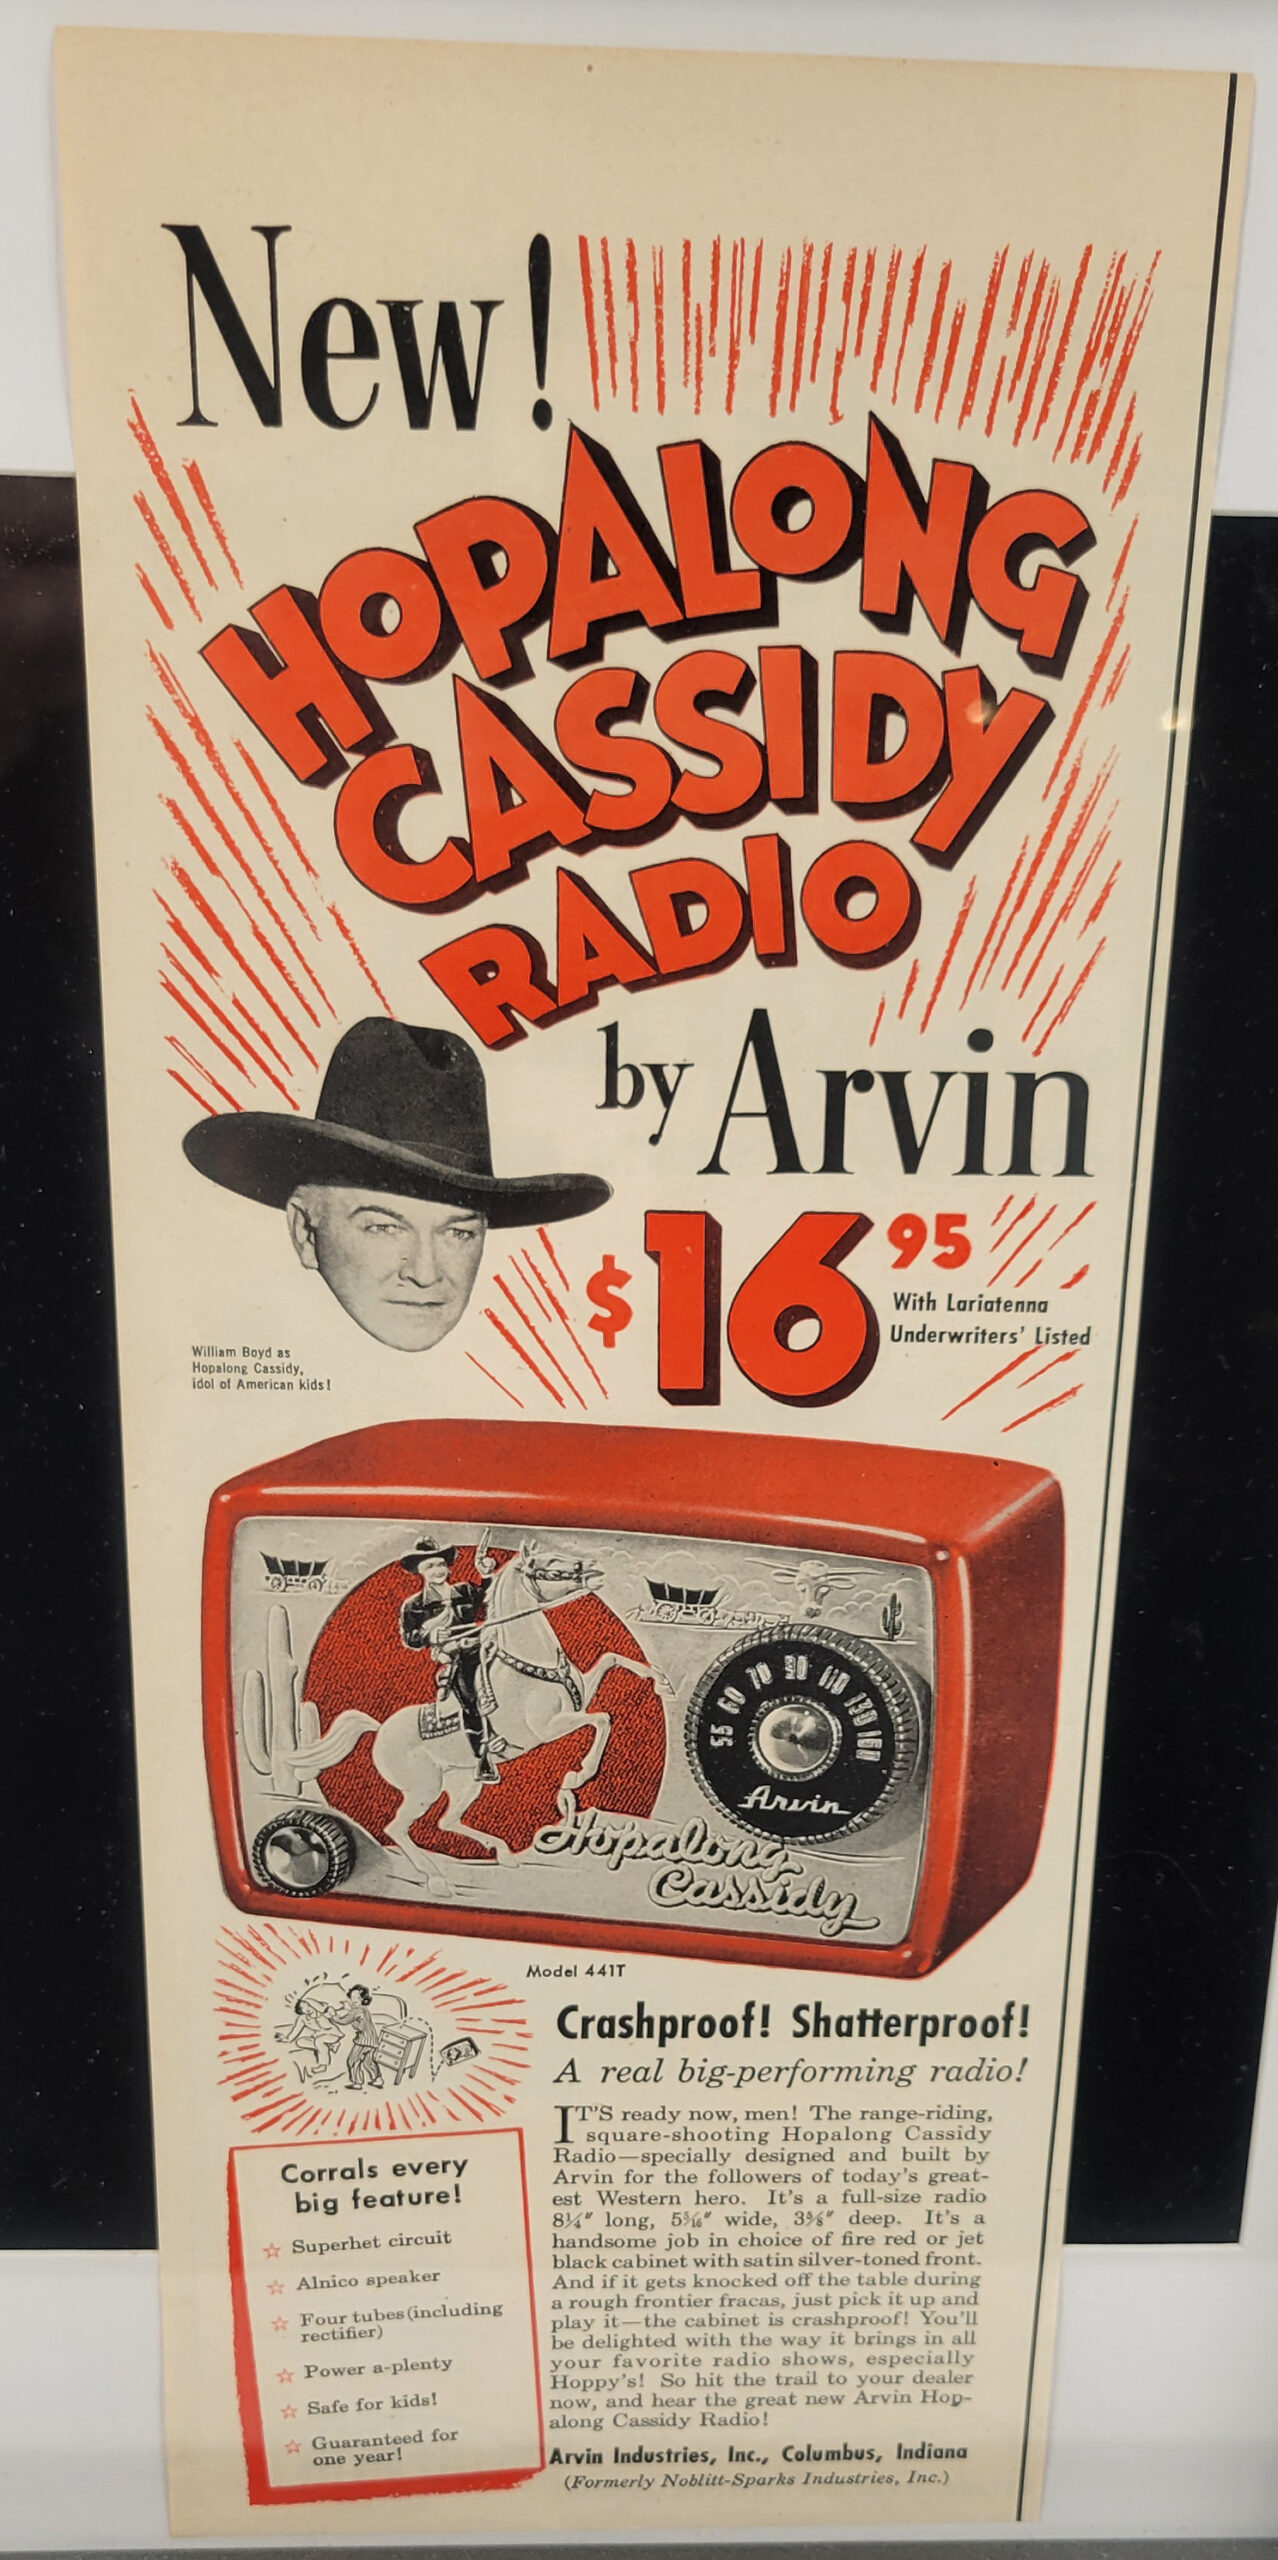 New!
HOPALONG
CASSIDY
RADIO
by Arvin
$16 95
With Lariatenna
Underwriters' Listed
William Boyd as
Hopalong Cassidy,
idol of American kids!
55 60 70 90 110 130 160
Arvin
Hopalong
Cassidy
Model 441T
Crashproof! Shatterproof!
A real big-performing radio!
IT'S ready now, men! The range-riding,
square-shooting Hopalong Cassidy
Radio—specially designed and built by
Arvin for the followers of today's great-
est Western hero. It's a full-size radio
8¼" long, 5 5/16" wide, 3⅝" deep. It's a
handsome job in choice of fire red or jet
black cabinet with satin silver-toned front.
And if it gets knocked off the table during
a rough frontier fracas, just pick it up and
play it—the cabinet is crashproof! You'll
be delighted with the way it brings in all
your favorite radio shows, especially
Hoppy's! So hit the trail to your dealer
now, and hear the great new Arvin Hop-
along Cassidy Radio!
Arvin Industries, Inc., Columbus, Indiana
(Formerly Noblitt-Sparks Industries, Inc.)
Corrals every
big feature!
☆ Superhet circuit
☆ Alnico speaker
☆ Four tubes (including
rectifier)
☆ Power a-plenty
☆ Safe for kids!
☆ Guaranteed for
one year!